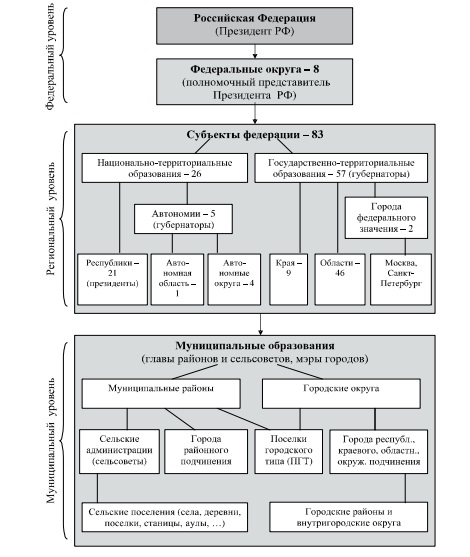 Федеральный уровень
Российская Федерация
(Президент РФ)
Федеральные округа – 8
(полномочный представитель
Президента РФ)
Региональный уровень
Субъекты федерации – 83
Национально-территориальные
образования – 26
Государственно-территориальные
образования – 57 (губернаторы)
Автономии – 5
(губернаторы)
Города
федерального
значения – 2
Республики –
21
(президенты)
Авто-
номная
область –
1
Авто-
номные
округа – 4
Края –
9
Области –
46
Москва,
Санкт-
Петербург
Муниципальный уровень
Муниципальные образования
(главы районов и сельсоветов, мэры городов)
Муниципальные районы
Городские округа
Сельские
администрации
(сельсоветы)
Города
районного
подчинения
Поселки
городского
типа (ПГТ)
Города республ.,
краевого, областн.,
окруж. подчинения
Сельские поселения (села, деревни,
поселки, станицы, аулы, …)
Городские районы и
внутригородские округа